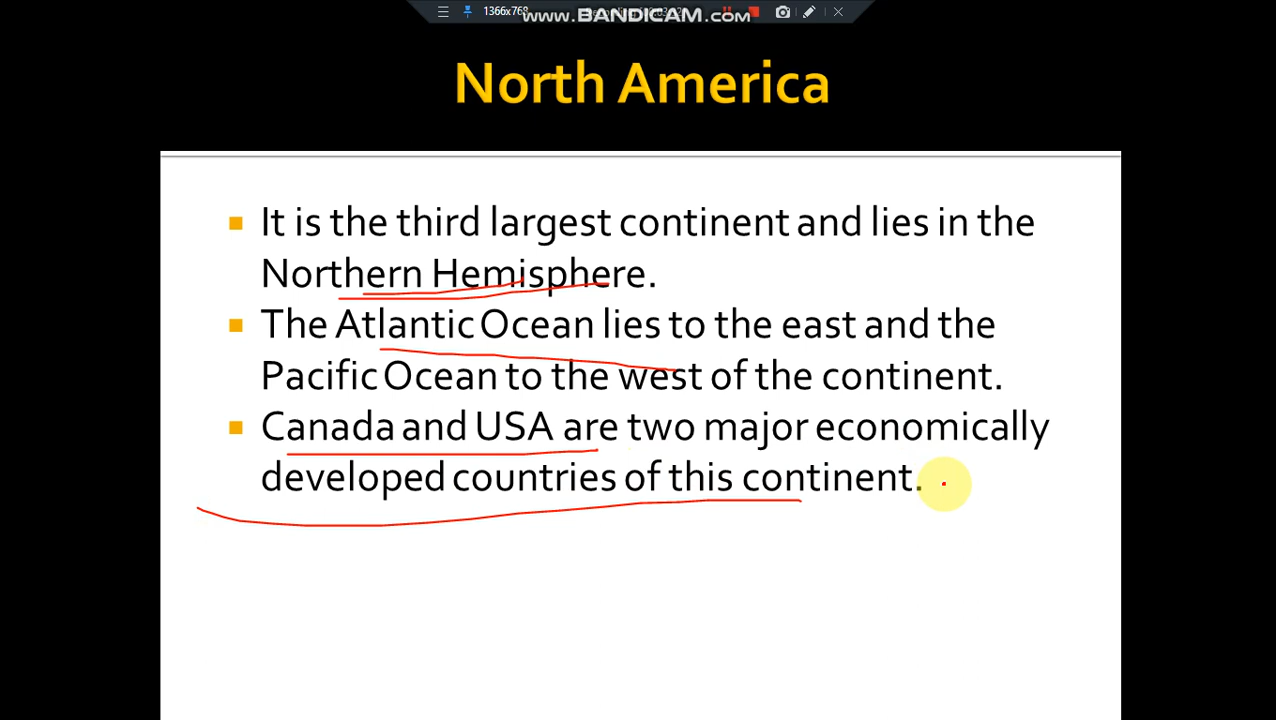 1366x768
www.BANDICAM.com
North America
It is the third largest continent and lies in the
Northern Hemisphere.
The Atlantic Ocean lies to the east and the
Pacific Ocean to the west of the continent.
Canada and USA are two major economically
developed countries of this continent.